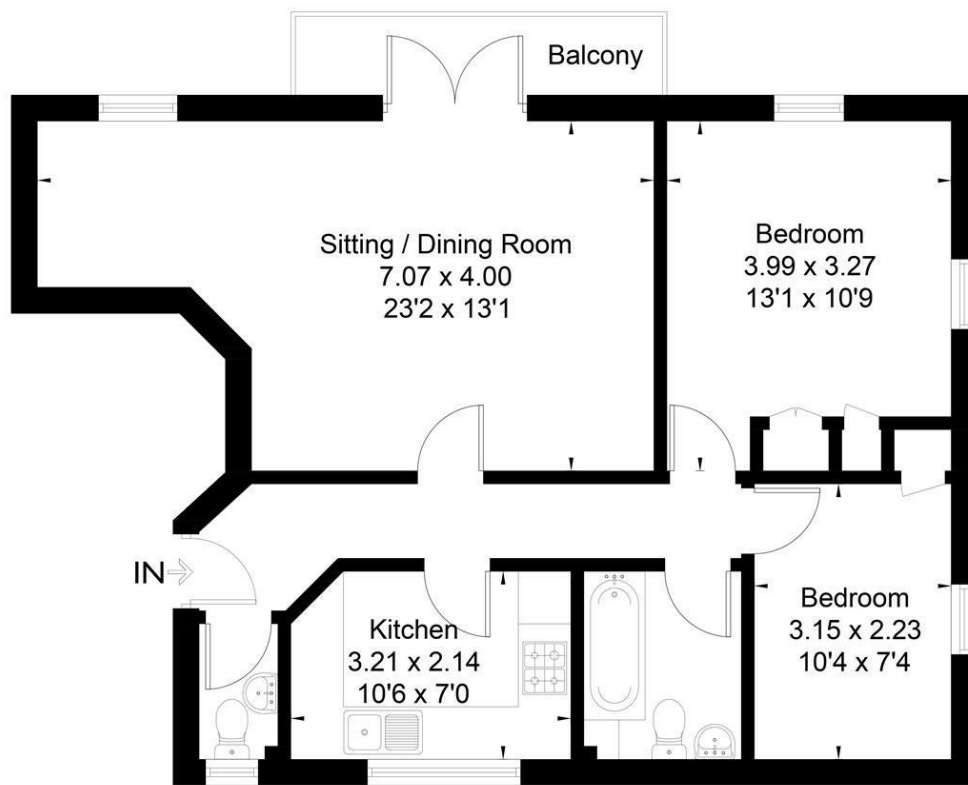 Balcony
Sitting / Dining Room
7.07 x 4.00
23'2 x 13'1
Bedroom
3.99 x 3.27
13'1 x 10'9
IN
Kitchen
3.21 x 2.14
10'6 x 7'0
Bedroom
3.15 x 2.23
10'4 x 7'4